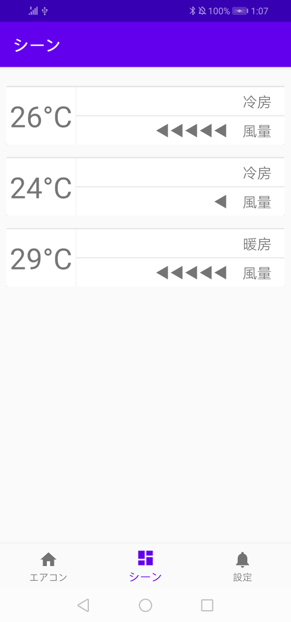 100% 1:07
シーン
26°C
冷房
◀◀◀◀◀ 風量
24°C
冷房
◀ 風量
29°C
暖房
◀◀◀◀◀ 風量
エアコン シーン 設定